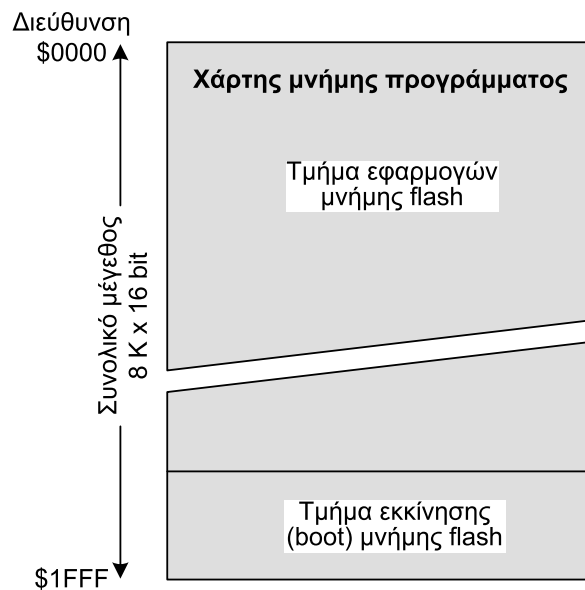 Διεύθυνση
$0000
Χάρτης μνήμης προγράμματος
Τμήμα εφαρμογών
μνήμης flash
Συνολικό μέγεθος
8 K x 16 bit
Τμήμα εκκίνησης
(boot) μνήμης flash
$1FFF